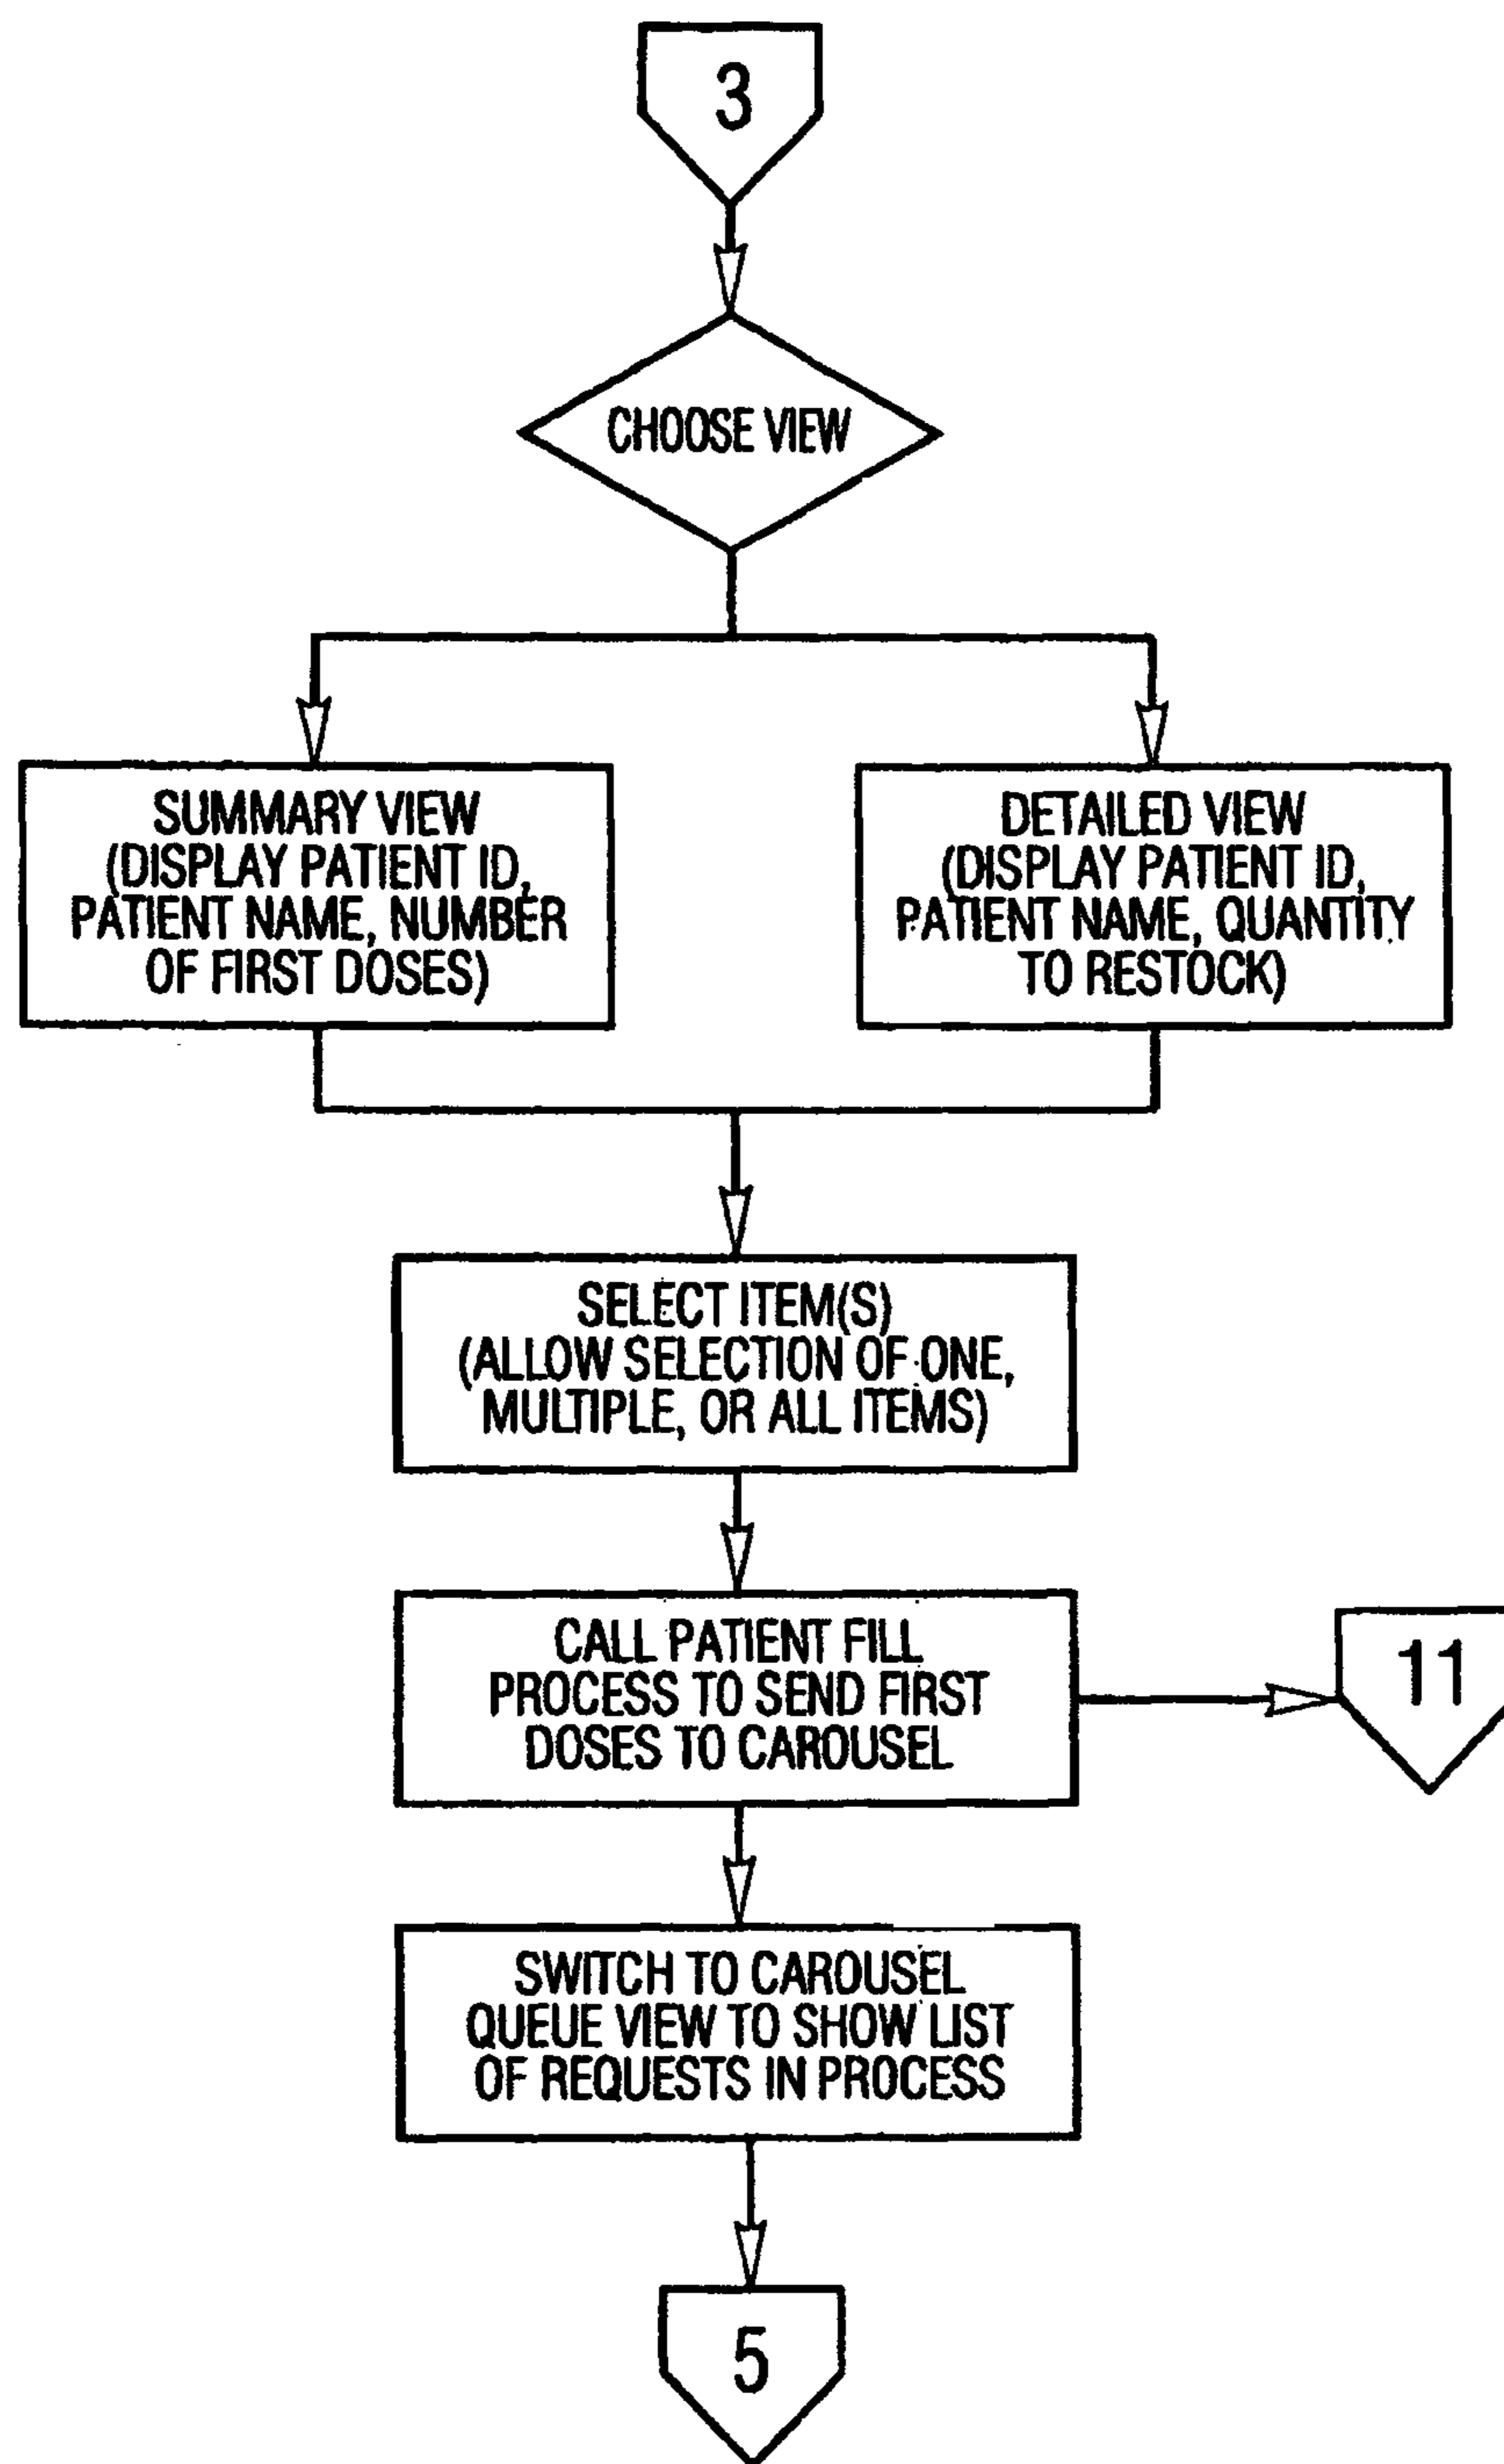 3
CHOOSE VIEW
SUMMARY VIEW
(DISPLAY PATIENT ID,
PATIENT NAME, NUMBER
OF FIRST DOSES)
DETAILED VIEW
(DISPLAY PATIENT ID,
PATIENT NAME, QUANTITY
TO RESTOCK)
SELECT ITEM(S)
(ALLOW SELECTION OF ONE,
MULTIPLE, OR ALL ITEMS)
CALL PATIENT FILL
PROCESS TO SEND FIRST
DOSES TO CAROUSEL
11
SWITCH TO CAROUSEL
QUEUE VIEW TO SHOW LIST
OF REQUESTS IN PROCESS
5